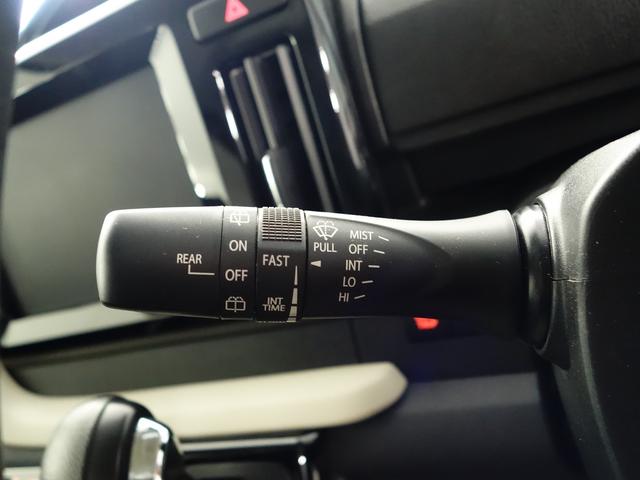 REAR
ON
OFF
FAST
INT
TIME
PULL
MIST
OFF
INT
LO
HI